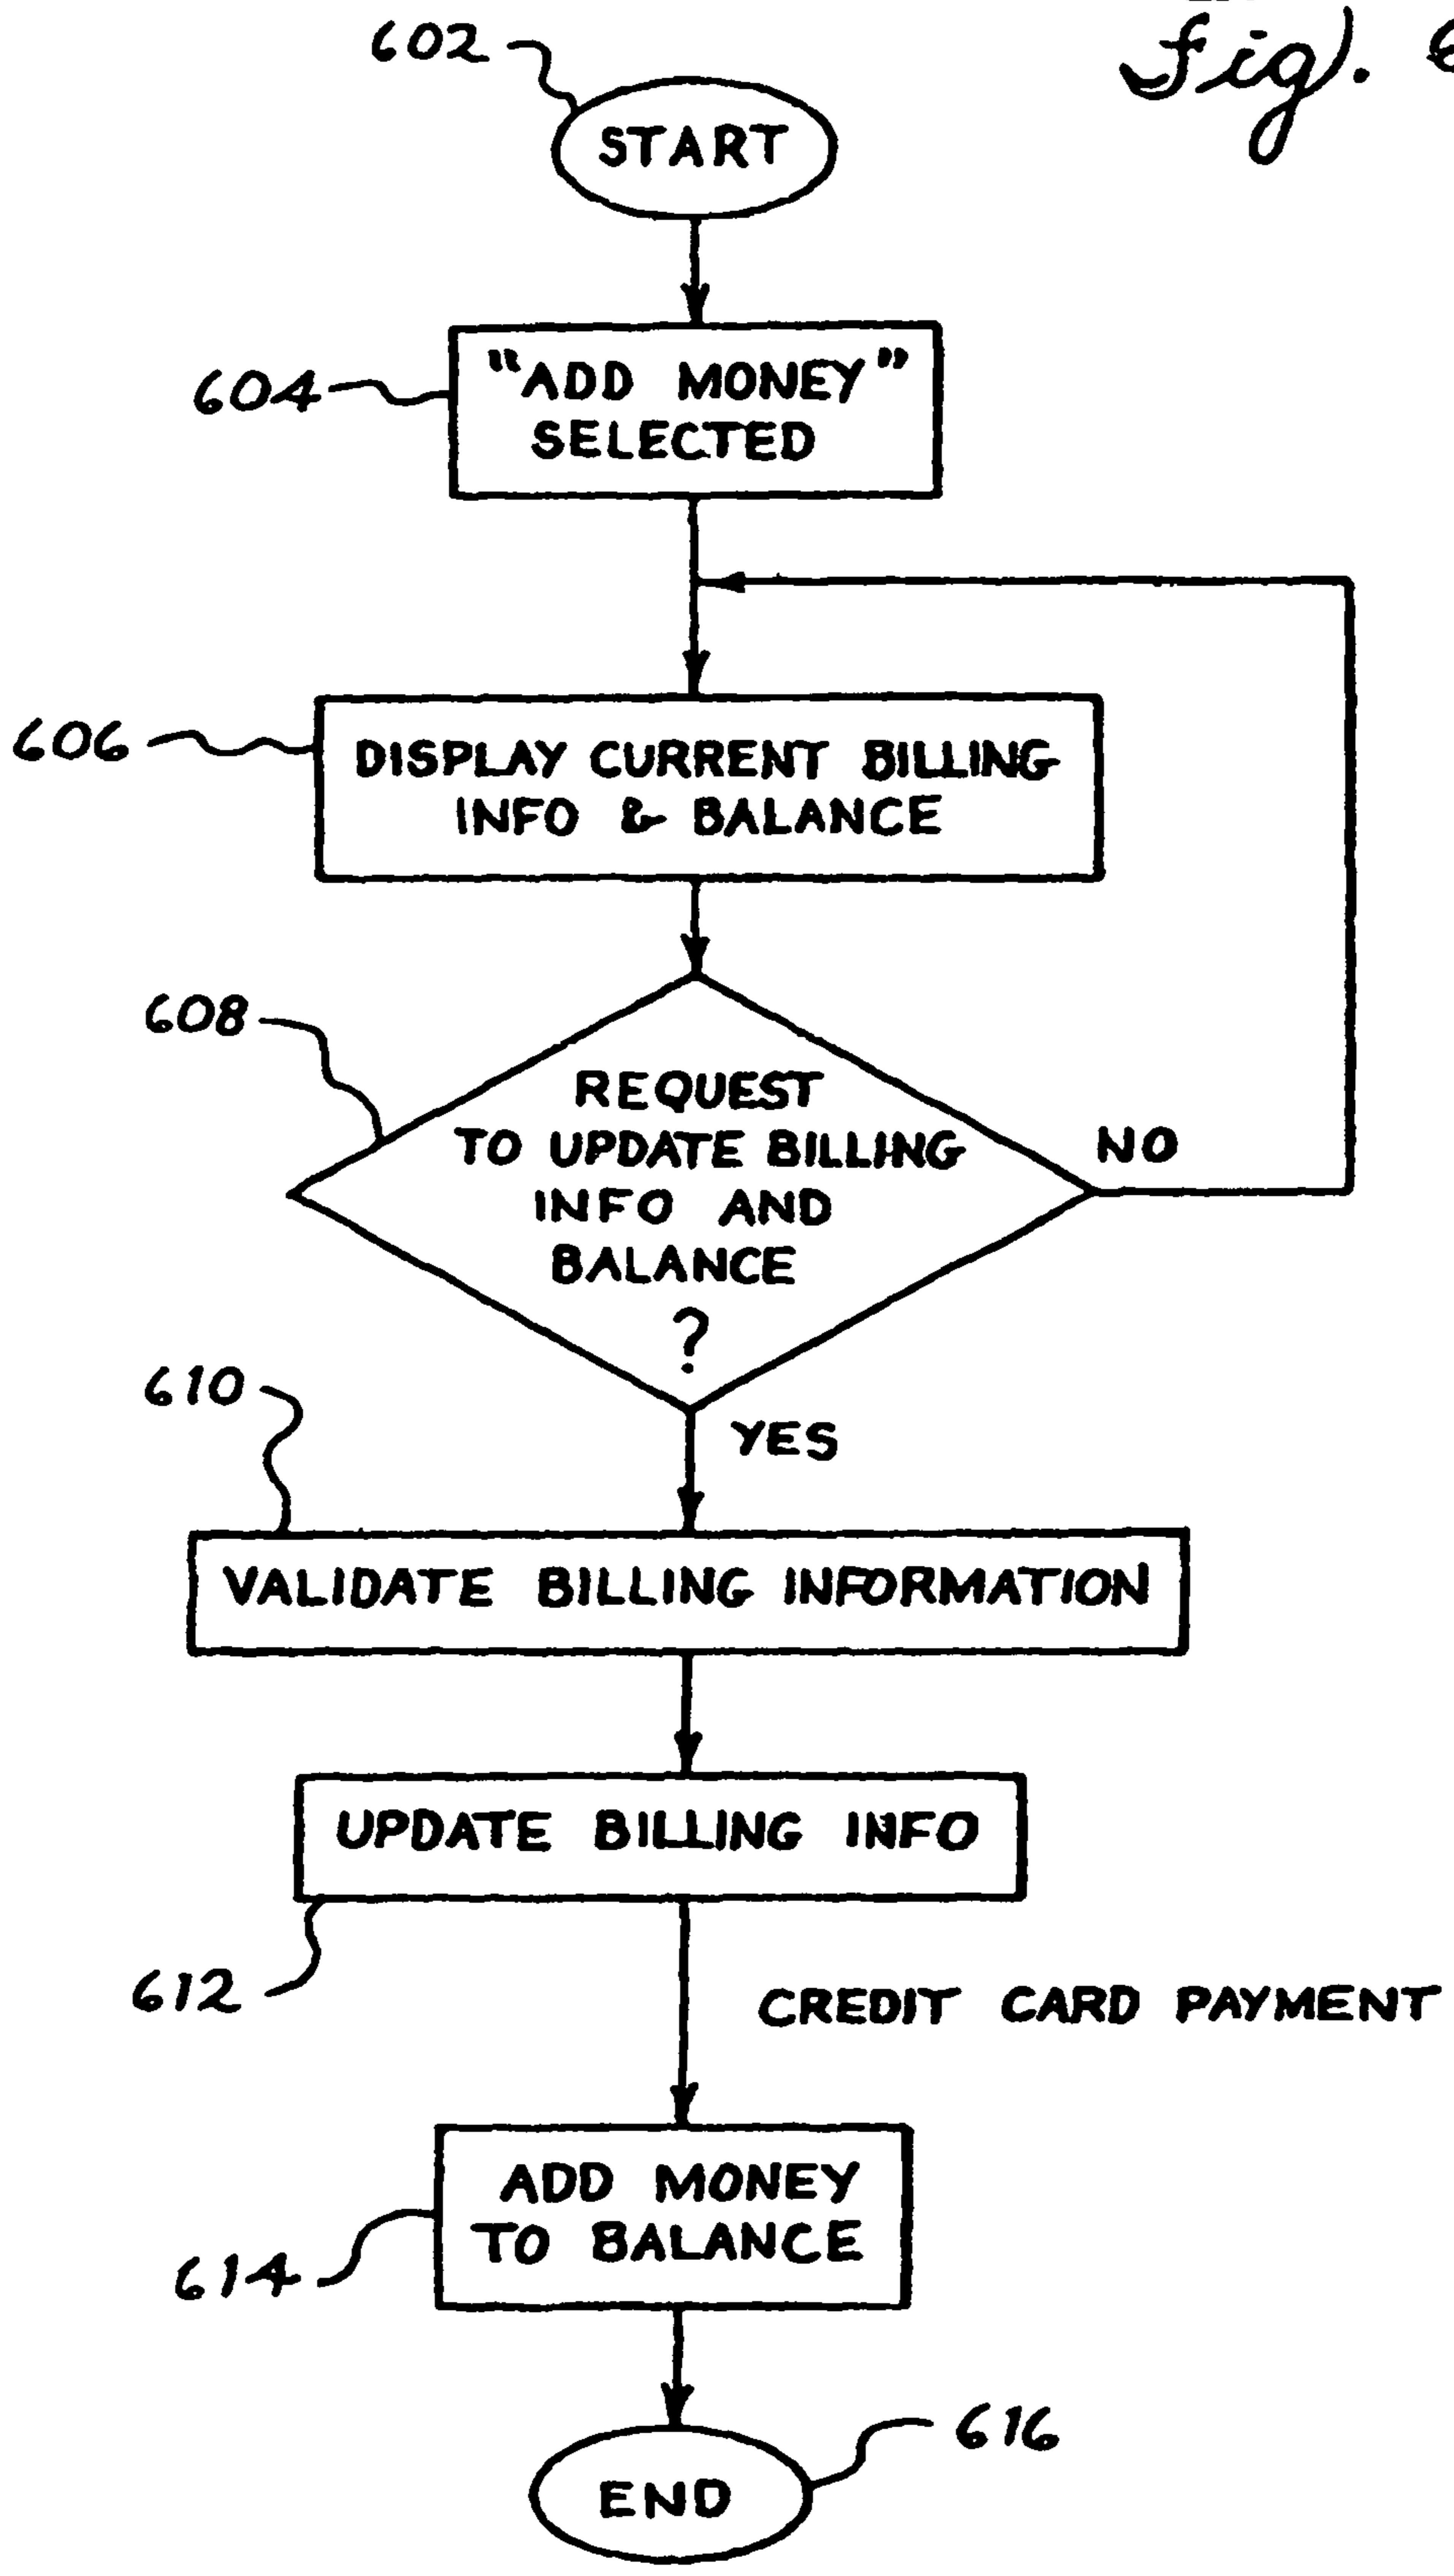 Fig. 6
602
START
604
"ADD MONEY"
SELECTED
606
DISPLAY CURRENT BILLING
INFO & BALANCE
608
REQUEST
TO UPDATE BILLING
INFO AND
BALANCE
?
NO
YES
610
VALIDATE BILLING INFORMATION
UPDATE BILLING INFO
612
CREDIT CARD PAYMENT
ADD MONEY
TO BALANCE
614
616
END